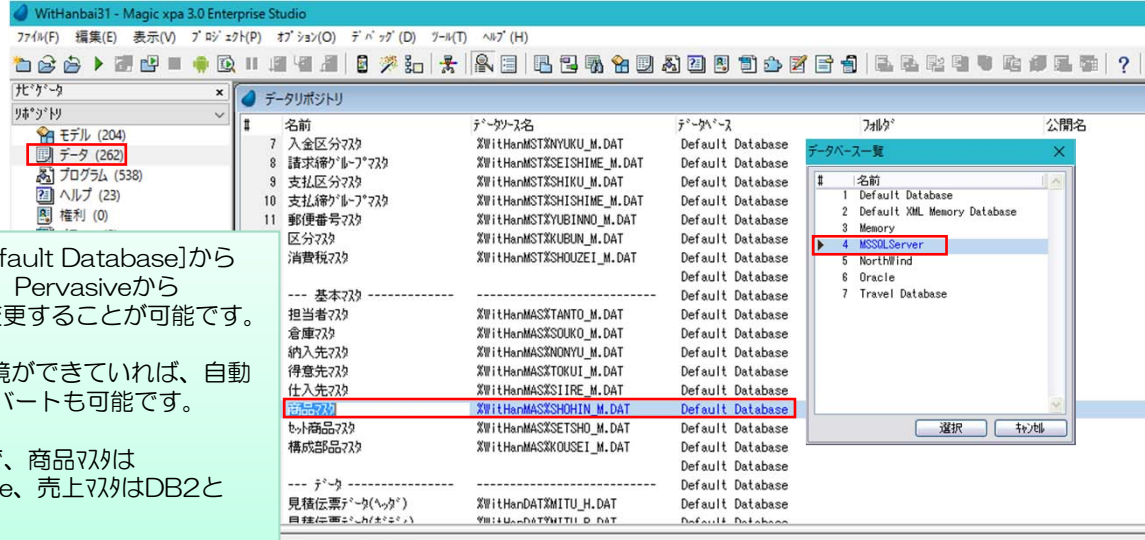 WitHanbai31 - Magic xpa 3.0 Enterprise Studio
ﾌｧｲﾙ(F) 編集(E) 表示(V) ﾌﾟﾛｼﾞｪｸﾄ(P) ｵﾌﾟｼｮﾝ(O) ﾃﾞﾊﾞｯｸﾞ(D) ﾂｰﾙ(T) ﾍﾙﾌﾟ(H)
ﾅﾋﾞｹﾞｰﾀ x
ﾘﾎﾟｼﾞﾄﾘ
モデル (204)
データ (262)
プログラム (538)
ヘルプ (23)
権利 (0)
fault Database]から
Pervasiveから
更することが可能です。
境ができていれば、自動
バートも可能です。
、商品ﾏｽﾀは
e、売上ﾏｽﾀはDB2と
データリポジトリ
# 名前 ﾃﾞｰﾀｿｰｽ名 ﾃﾞｰﾀﾍﾞｰｽ ﾌｫﾙﾀﾞ 公開名
7 入金区分ﾏｽﾀ %WitHanMST%NYUKU_M.DAT Default Database
8 請求締ｸﾞﾙｰﾌﾟﾏｽﾀ %WitHanMST%SEISHIME_M.DAT Default Database
9 支払区分ﾏｽﾀ %WitHanMST%SHIKU_M.DAT Default Database
10 支払締ｸﾞﾙｰﾌﾟﾏｽﾀ %WitHanMST%SHISHIME_M.DAT Default Database
11 郵便番号ﾏｽﾀ %WitHanMST%YUBINNO_M.DAT Default Database
区分ﾏｽﾀ %WitHanMST%KUBUN_M.DAT Default Database
消費税ﾏｽﾀ %WitHanMST%SHOUZEI_M.DAT Default Database
Default Database
--- 基本ﾏｽﾀ ------------- --------------------------- Default Database
担当者ﾏｽﾀ %WitHanMAS%TANTO_M.DAT Default Database
倉庫ﾏｽﾀ %WitHanMAS%SOUKO_M.DAT Default Database
納入先ﾏｽﾀ %WitHanMAS%NONYU_M.DAT Default Database
得意先ﾏｽﾀ %WitHanMAS%TOKUI_M.DAT Default Database
仕入先ﾏｽﾀ %WitHanMAS%SIIRE_M.DAT Default Database
商品ﾏｽﾀ %WitHanMAS%SHOHIN_M.DAT Default Database
ｾｯﾄ商品ﾏｽﾀ %WitHanMAS%SETSHO_M.DAT Default Database
構成部品ﾏｽﾀ %WitHanMAS%KOUSEI_M.DAT Default Database
Default Database
--- ﾃﾞｰﾀ --------------- --------------------------- Default Database
見積伝票ﾃﾞｰﾀ(ﾍｯﾀﾞ) %WitHanDAT%MITU_H.DAT Default Database
見積伝票ﾃﾞｰﾀ(ﾎﾞﾃﾞｨ) %WitHanDAT%MITU_B.DAT Default Database
データベース一覧
# 名前
1 Default Database
2 Default XML Memory Database
3 Memory
4 MSSQLServer
5 NorthWind
6 Oracle
7 Travel Database
選択 ｷｬﾝｾﾙ